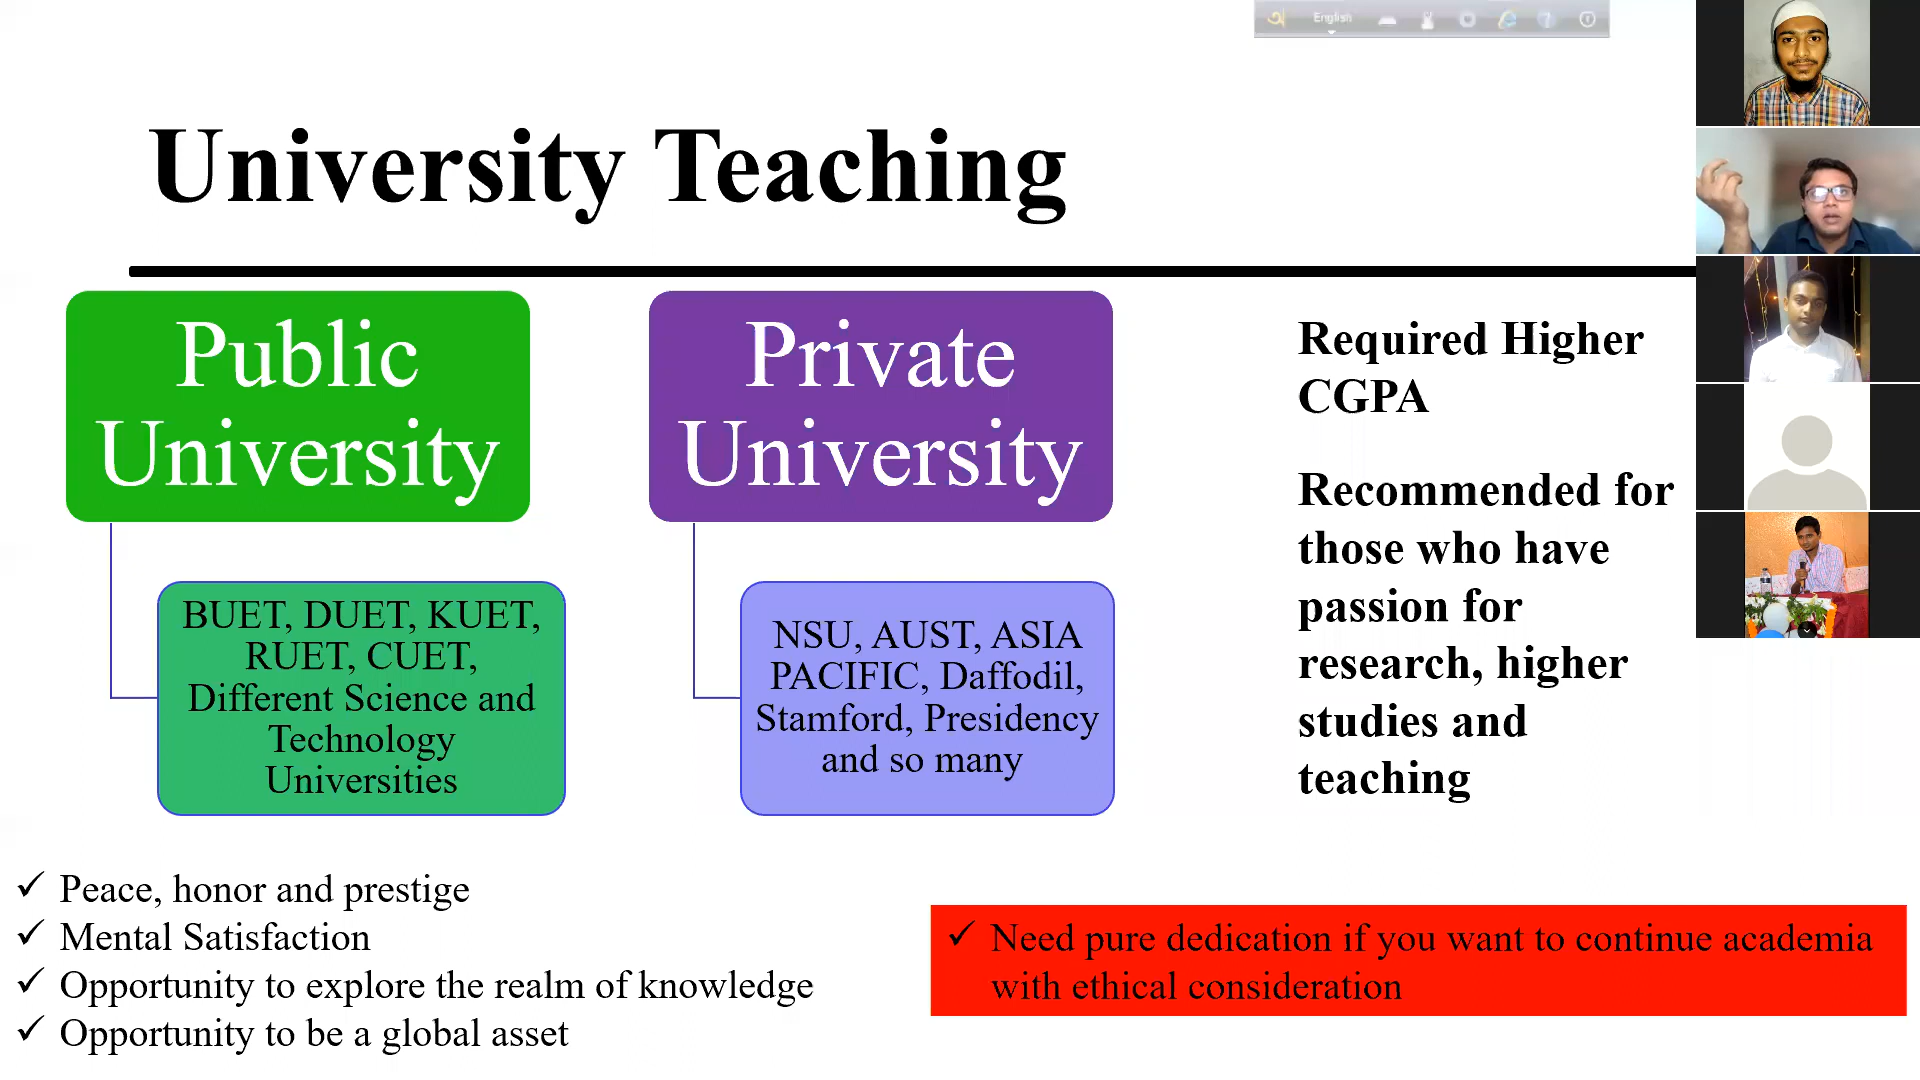 English
University Teaching
Public
University
Private
University
Required Higher
CGPA
Recommended for
those who have
passion for
research, higher
studies and
teaching
BUET, DUET, KUET,
RUET, CUET,
Different Science and
Technology
Universities
NSU, AUST, ASIA
PACIFIC, Daffodil,
Stamford, Presidency
and so many
✓ Peace, honor and prestige
✓ Mental Satisfaction
✓ Opportunity to explore the realm of knowledge
✓ Opportunity to be a global asset
✓ Need pure dedication if you want to continue academia
with ethical consideration